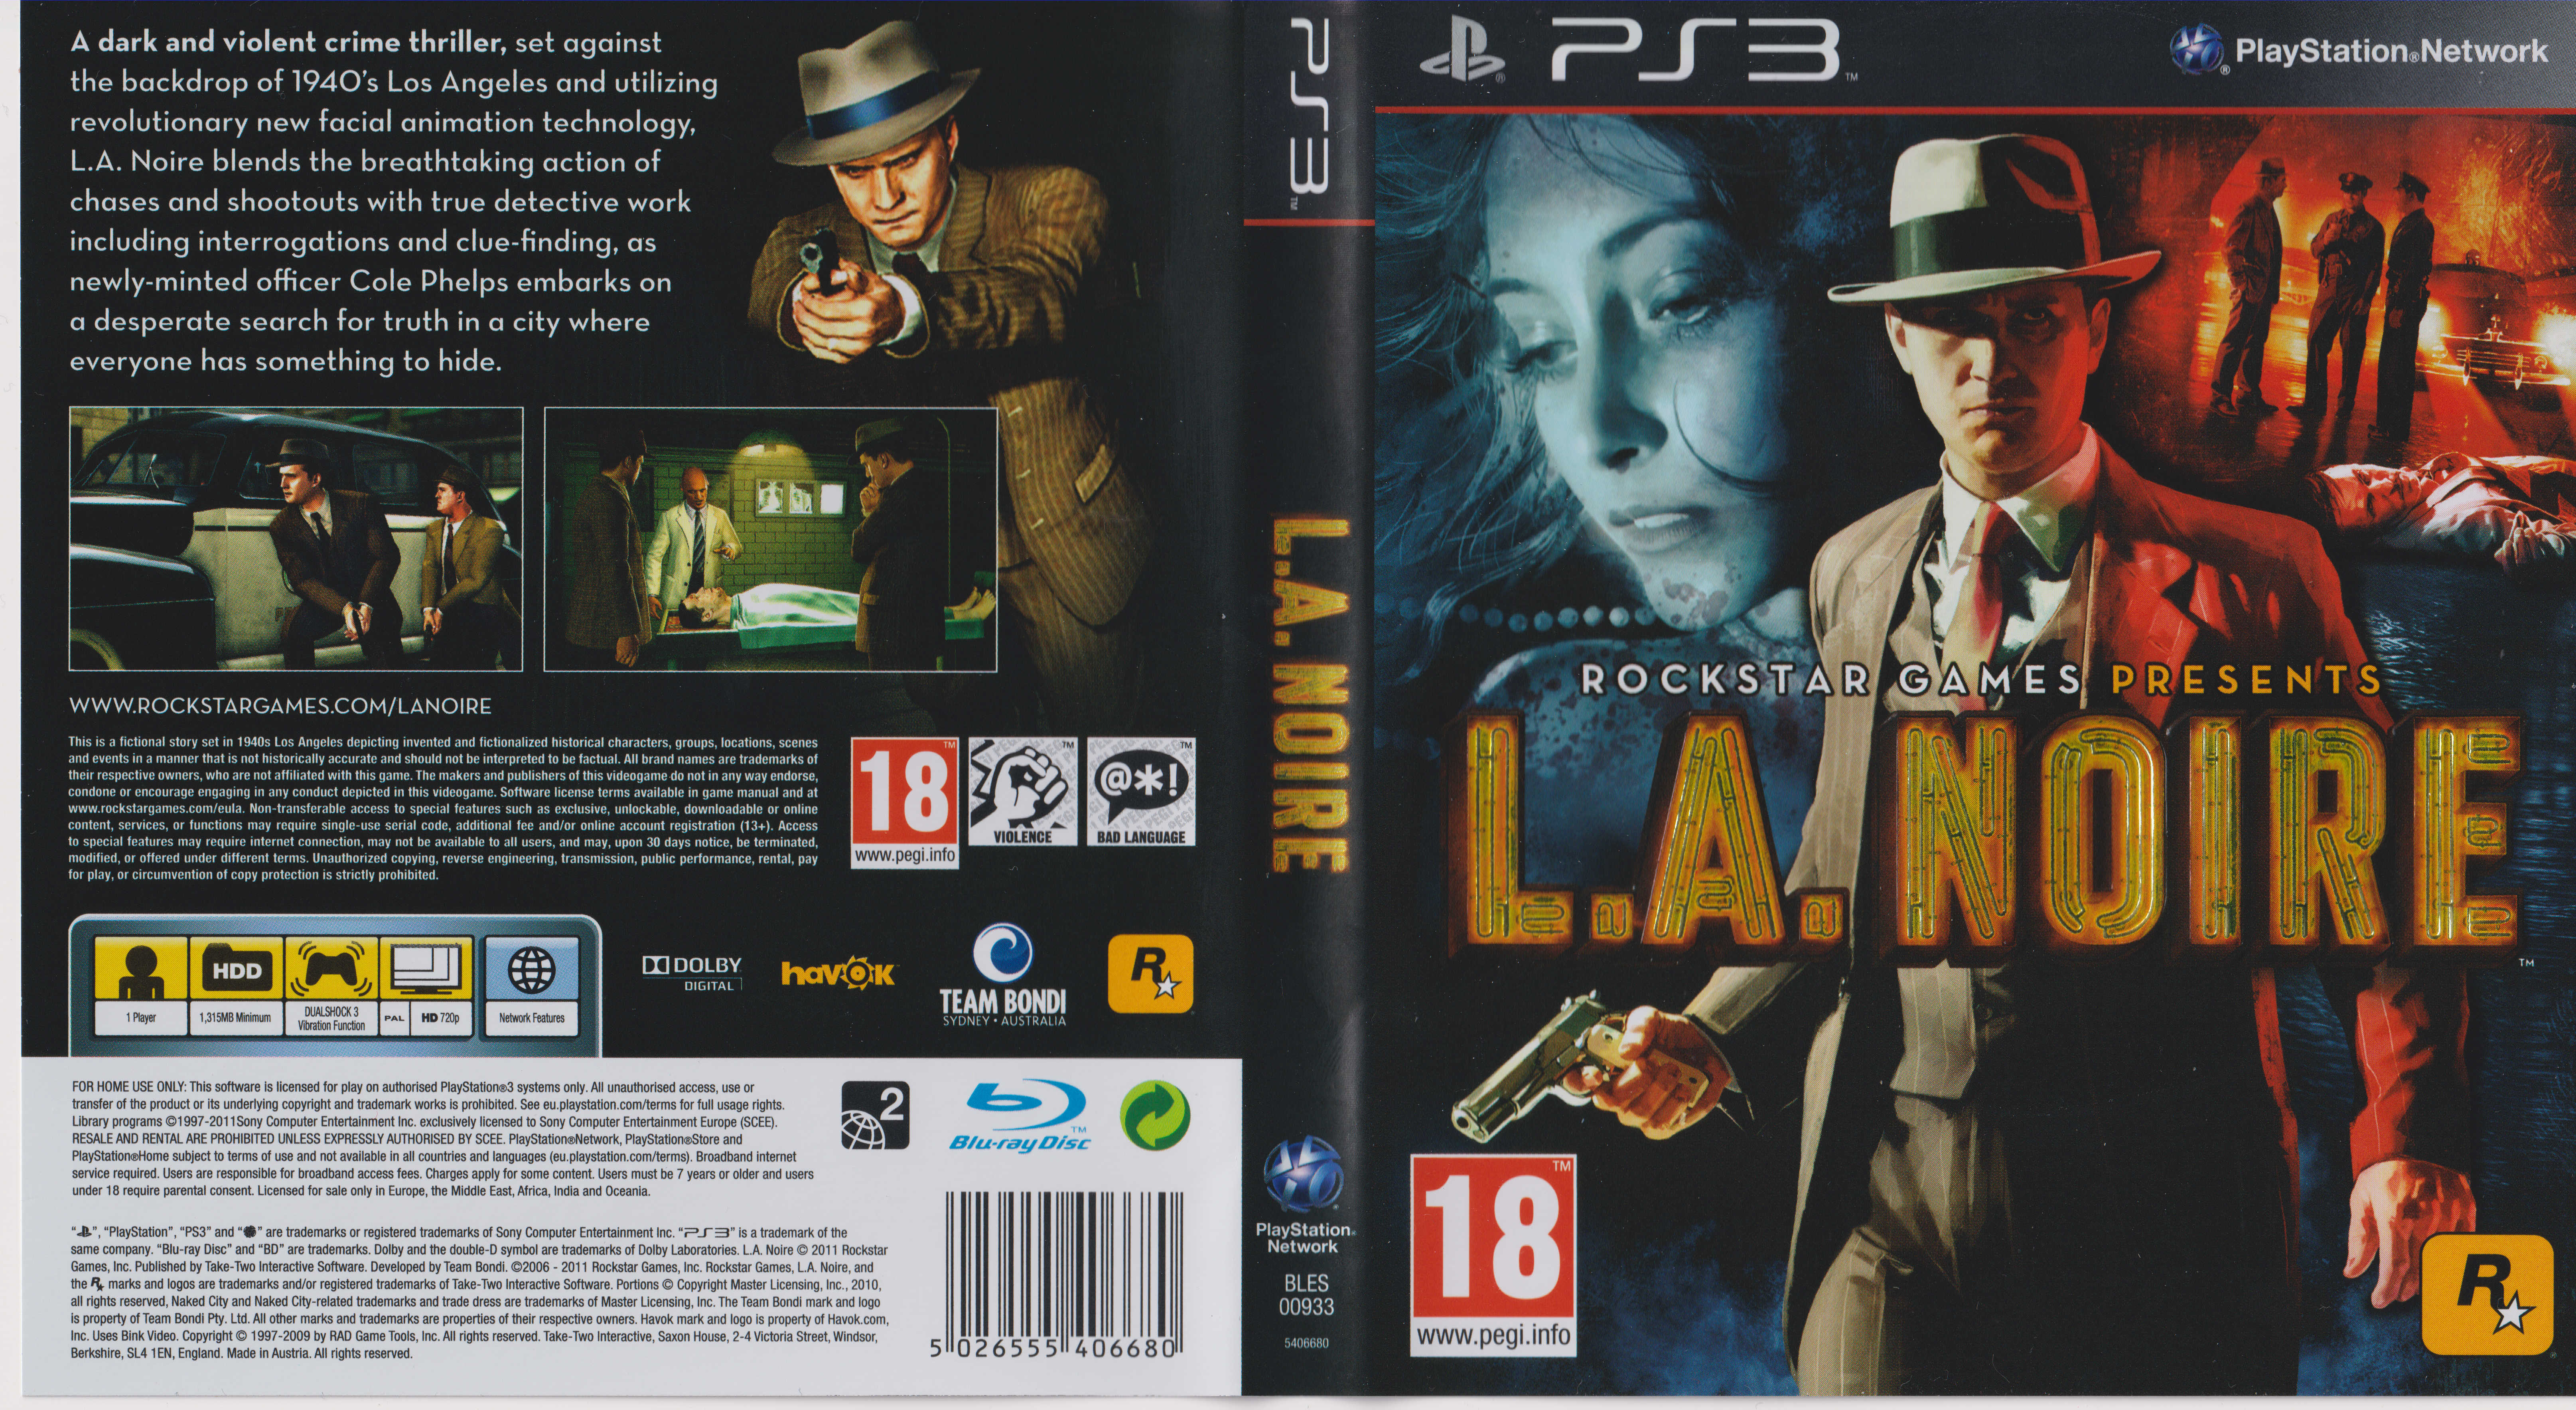 A dark and violent crime thriller, set against
the backdrop of 1940's Los Angeles and utilizing
revolutionary new facial animation technology,
L.A. Noire blends the breathtaking action of
chases and shootouts with true detective work
including interrogations and clue-finding, as
newly-minted officer Cole Phelps embarks on
a desperate search for truth in a city where
everyone has something to hide.
WWW.ROCKSTARGAMES.COM/LANOIRE
This is a fictional story set in 1940s Los Angeles depicting invented and fictionalized historical characters, groups, locations, scenes
and events in a manner that is not historically accurate and should not be interpreted to be factual. All brand names are trademarks of
their respective owners, who are not affiliated with this game. The makers and publishers of this videogame do not in any way endorse,
condone or encourage engaging in any conduct depicted in this videogame. Software license terms available in game manual and at
www.rockstargames.com/eula. Non-transferable access to special features such as exclusive, unlockable, downloadable or online
content, services, or functions may require single-use serial code, additional fee and/or online account registration (13+). Access
to special features may require internet connection, may not be available to all users, and may, upon 30 days notice, be terminated,
modified, or offered under different terms. Unauthorized copying, reverse engineering, transmission, public performance, rental, pay
for play, or circumvention of copy protection is strictly prohibited.
18™
www.pegi.info
VIOLENCE
@*!
BAD LANGUAGE
HDD
1 Player
1,315MB Minimum
DUALSHOCK 3
Vibration Function
PAL
HD 720p
Network Features
DOLBY
DIGITAL
havok
TEAM BONDI
SYDNEY • AUSTRALIA
R
FOR HOME USE ONLY: This software is licensed for play on authorised PlayStation®3 systems only. All unauthorised access, use or
transfer of the product or its underlying copyright and trademark works is prohibited. See eu.playstation.com/terms for full usage rights.
Library programs ©1997-2011Sony Computer Entertainment Inc. exclusively licensed to Sony Computer Entertainment Europe (SCEE).
RESALE AND RENTAL ARE PROHIBITED UNLESS EXPRESSLY AUTHORISED BY SCEE. PlayStation®Network, PlayStation®Store and
PlayStation®Home subject to terms of use and not available in all countries and languages (eu.playstation.com/terms). Broadband internet
service required. Users are responsible for broadband access fees. Charges apply for some content. Users must be 7 years or older and users
under 18 require parental consent. Licensed for sale only in Europe, the Middle East, Africa, India and Oceania.
2
Blu-ray Disc™
"", "PlayStation", "PS3" and "" are trademarks or registered trademarks of Sony Computer Entertainment Inc. "PS3" is a trademark of the
same company. "Blu-ray Disc" and "BD" are trademarks. Dolby and the double-D symbol are trademarks of Dolby Laboratories. L.A. Noire © 2011 Rockstar
Games, Inc. Published by Take-Two Interactive Software. Developed by Team Bondi. ©2006 - 2011 Rockstar Games, Inc. Rockstar Games, L.A. Noire, and
the R marks and logos are trademarks and/or registered trademarks of Take-Two Interactive Software. Portions © Copyright Master Licensing, Inc., 2010,
all rights reserved, Naked City and Naked City-related trademarks and trade dress are trademarks of Master Licensing, Inc. The Team Bondi mark and logo
is property of Team Bondi Pty. Ltd. All other marks and trademarks are properties of their respective owners. Havok mark and logo is property of Havok.com,
Inc. Uses Bink Video. Copyright © 1997-2009 by RAD Game Tools, Inc. All rights reserved. Take-Two Interactive, Saxon House, 2-4 Victoria Street, Windsor,
Berkshire, SL4 1EN, England. Made in Austria. All rights reserved.
5 026555 406680
PS3™
L.A. NOIRE
PlayStation®
Network
BLES
00933
5406680
PS3™
PlayStation®Network
ROCKSTAR GAMES PRESENTS
L.A. NOIRE™
18™
www.pegi.info
R